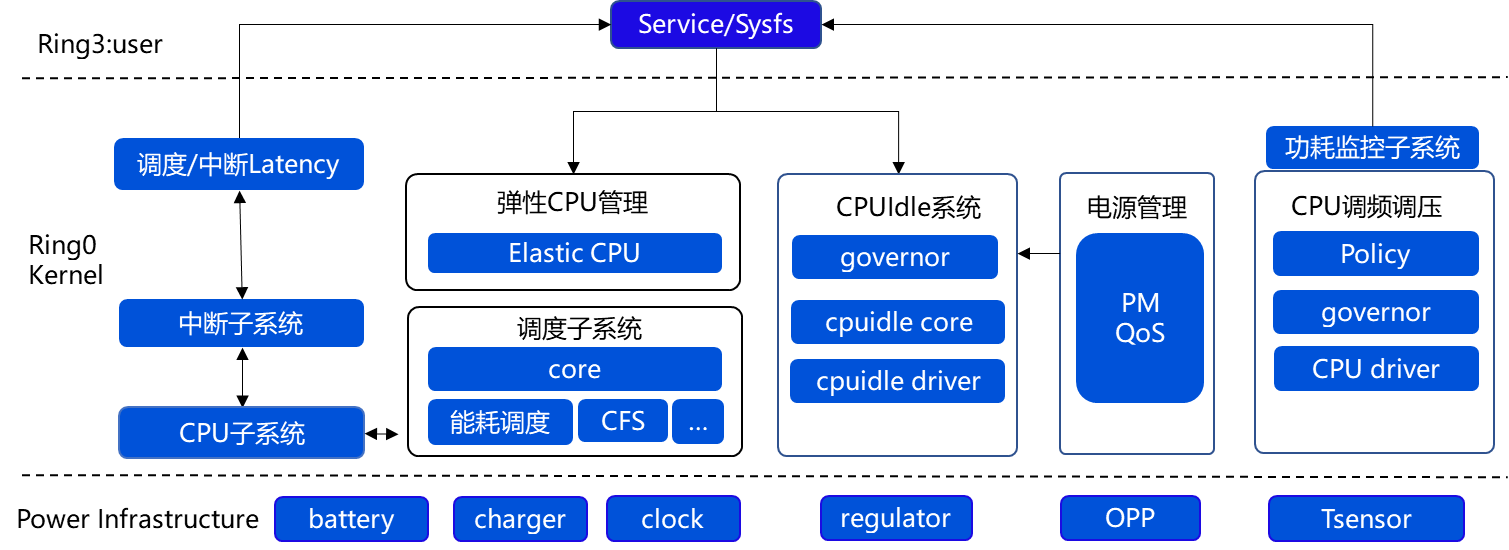 Service/Sysfs
Ring3:user
调度/中断Latency
功耗监控子系统
弹性CPU管理
Elastic CPU
CPUIdle系统
governor
cpuidle core
cpuidle driver
电源管理
PM
QoS
CPU调频调压
Policy
governor
CPU driver
Ring0
Kernel
中断子系统
调度子系统
core
能耗调度
CFS
...
CPU子系统
Power Infrastructure
battery
charger
clock
regulator
OPP
Tsensor